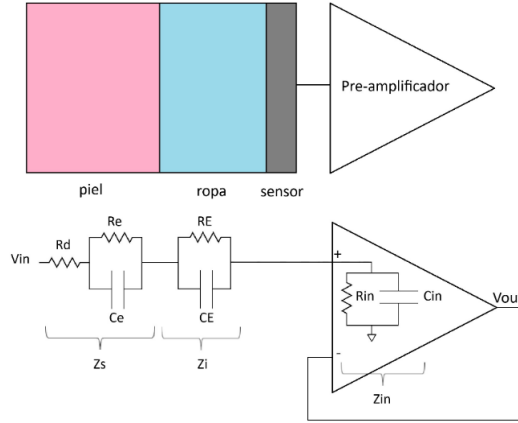 Pre-amplificador
piel
ropa
sensor
Re
RE
Rd
Vin
+
Rin
Cin
Vou
Ce
CE
-
Zs
Zi
Zin